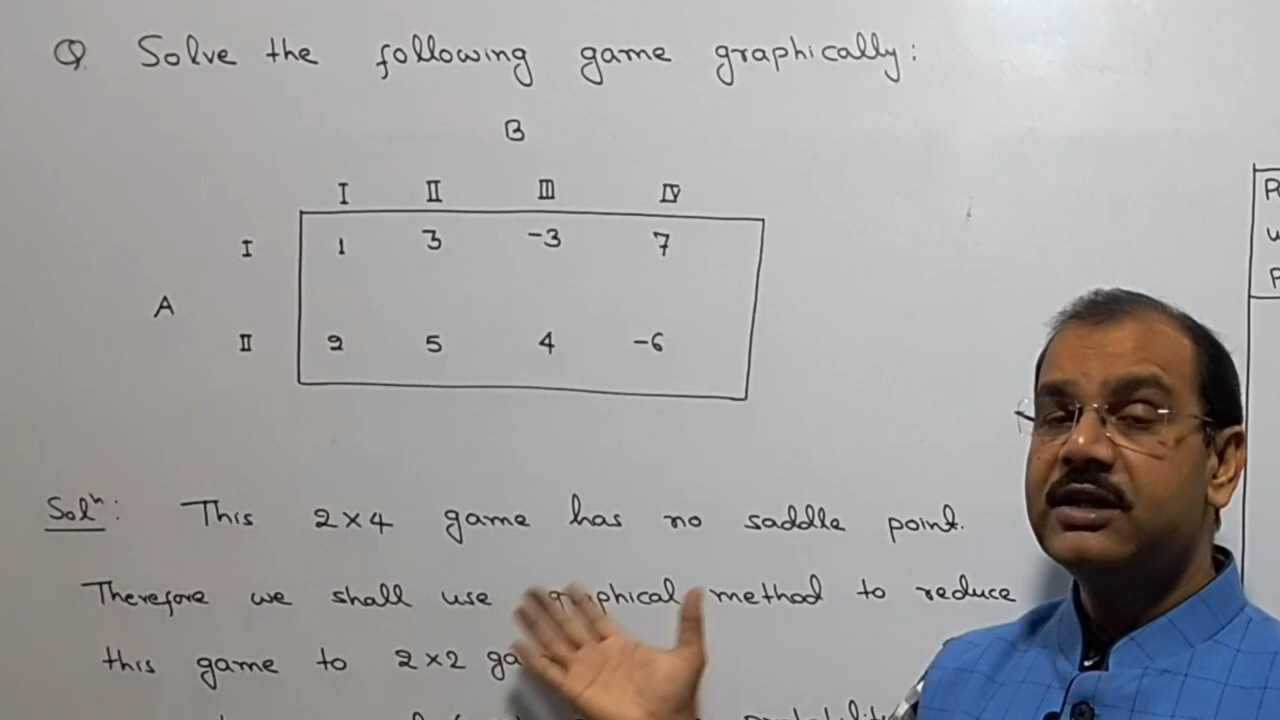 Q. Solve the following game graphically:
B
I II III IV
I 1 3 -3 7
A
II 2 5 4 -6
Solⁿ: This 2×4 game has no saddle point.
Therefore we shall use graphical method to reduce
this game to 2×2